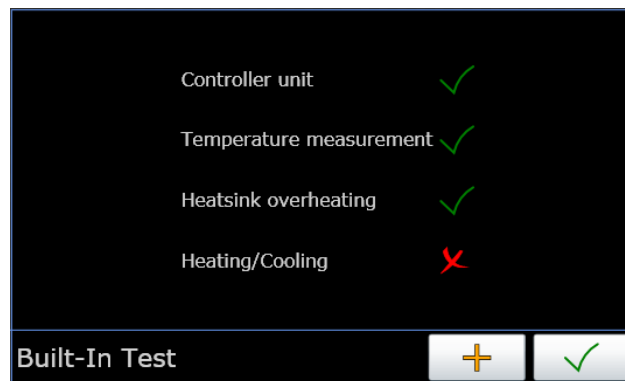 Controller unit
Temperature measurement
Heatsink overheating
Heating/Cooling
Built-In Test